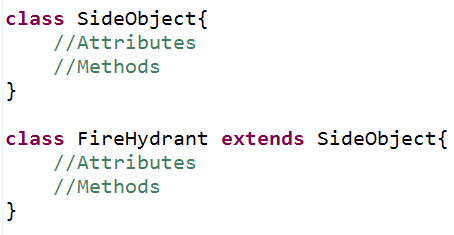 class SideObject{
    //Attributes
    //Methods
}

class FireHydrant extends SideObject{
    //Attributes
    //Methods
}